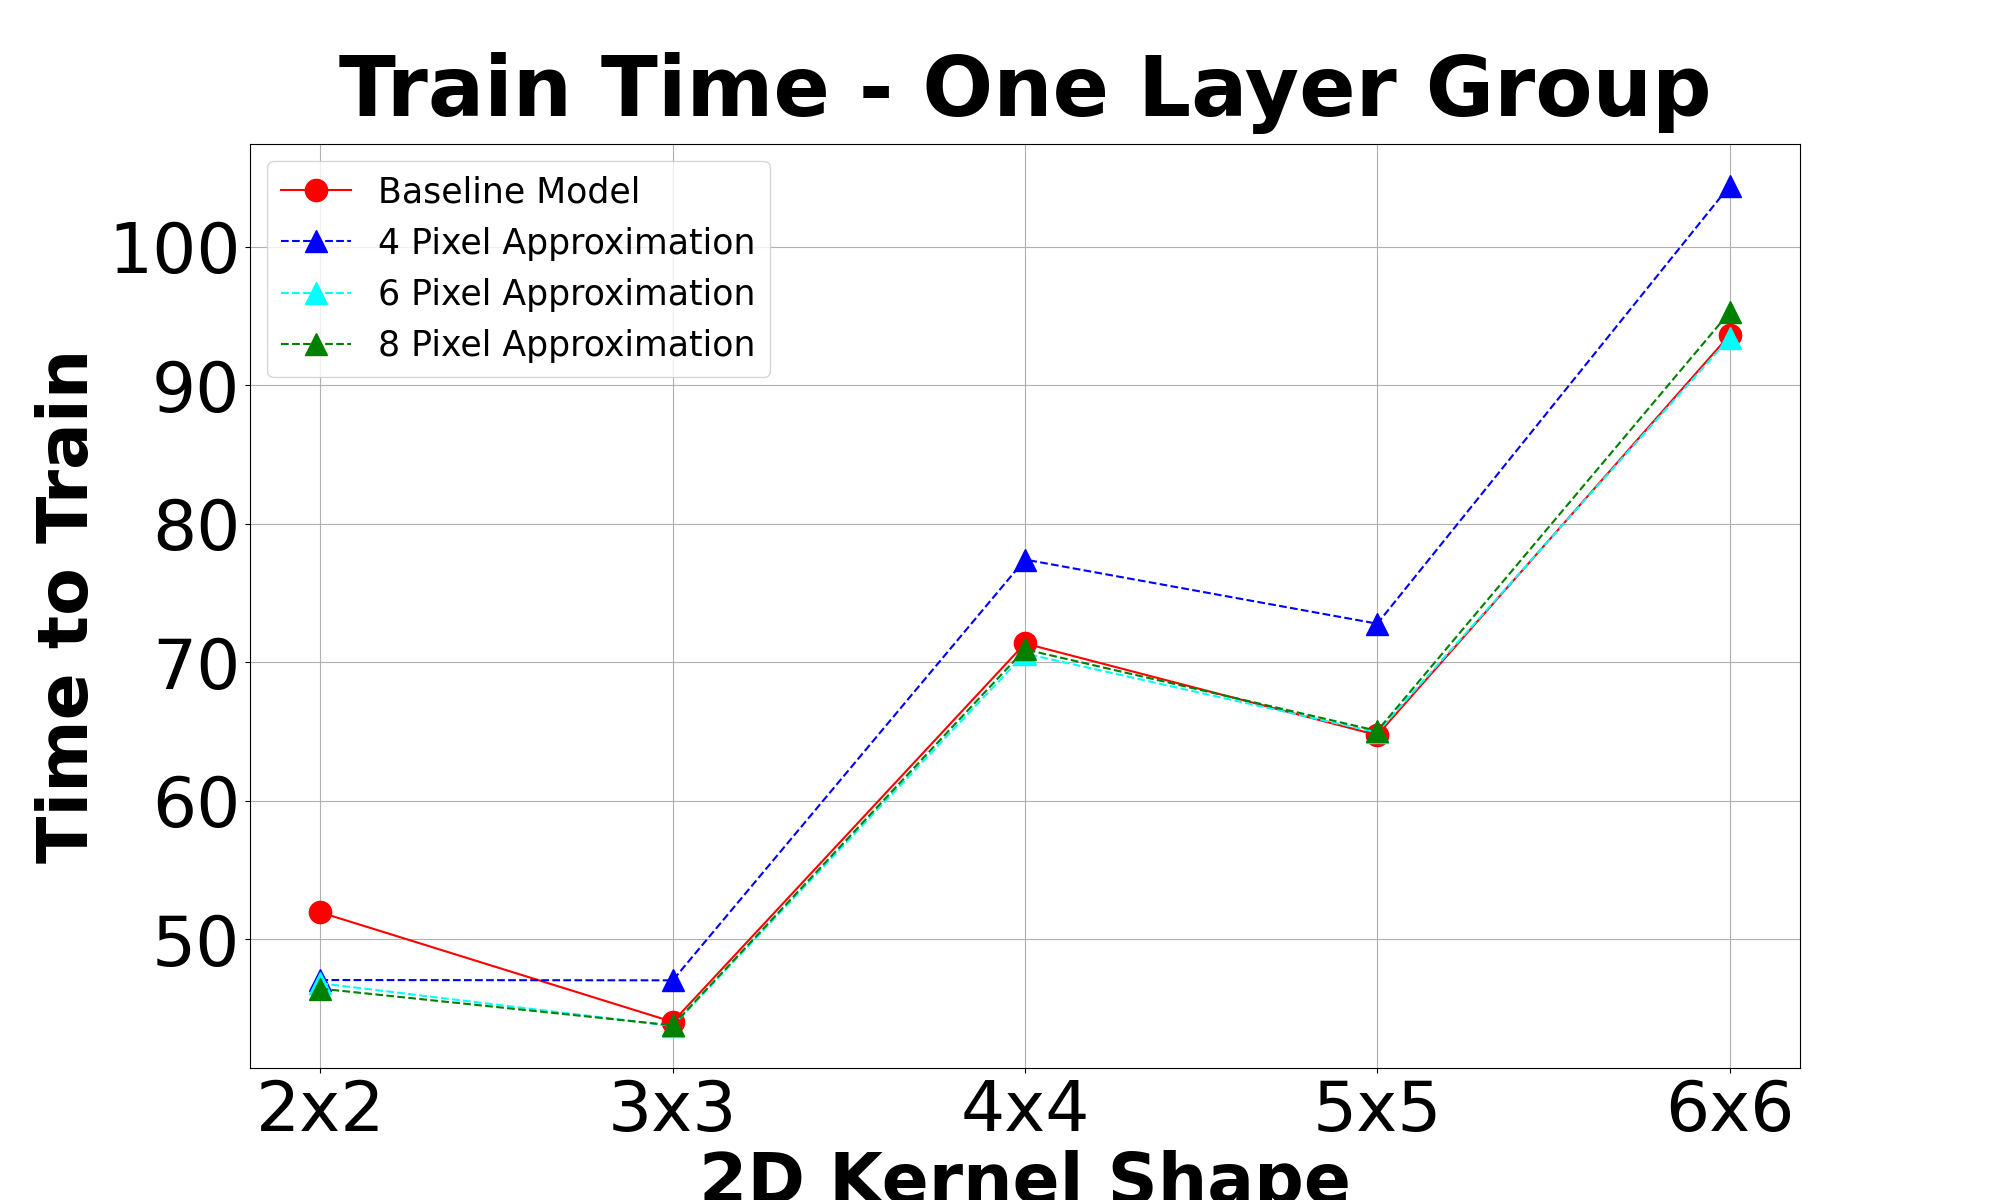 Train Time - One Layer Group
Baseline Model
4 Pixel Approximation
6 Pixel Approximation
8 Pixel Approximation
Time to Train
100
90
80
70
60
50
2x2 3x3 4x4 5x5 6x6
2D Kernel Shape